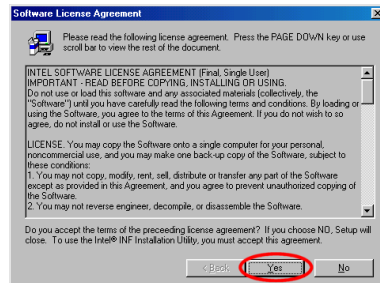 Software License Agreement
Please read the following license agreement. Press the PAGE DOWN key or use
scroll bar to view the rest of the document.
INTEL SOFTWARE LICENSE AGREEMENT (Final, Single User)
IMPORTANT - READ BEFORE COPYING, INSTALLING OR USING.
Do not use or load this software and any associated materials (collectively, the
"Software") until you have carefully read the following terms and conditions. By loading or
using the Software, you agree to the terms of this Agreement. If you do not wish to so
agree, do not install or use the Software.
LICENSE. You may copy the Software onto a single computer for your personal,
noncommercial use, and you may make one back-up copy of the Software, subject to
these conditions:
1. You may not copy, modify, rent, sell, distribute or transfer any part of the Software
except as provided in this Agreement, and you agree to prevent unauthorized copying of
the Software.
2. You may not reverse engineer, decompile, or disassemble the Software.
Do you accept the terms of the preceeding license agreement? If you choose NO, Setup will
close. To use the Intel® INF Installation Utility, you must accept this agreement.
< Back
Yes
No